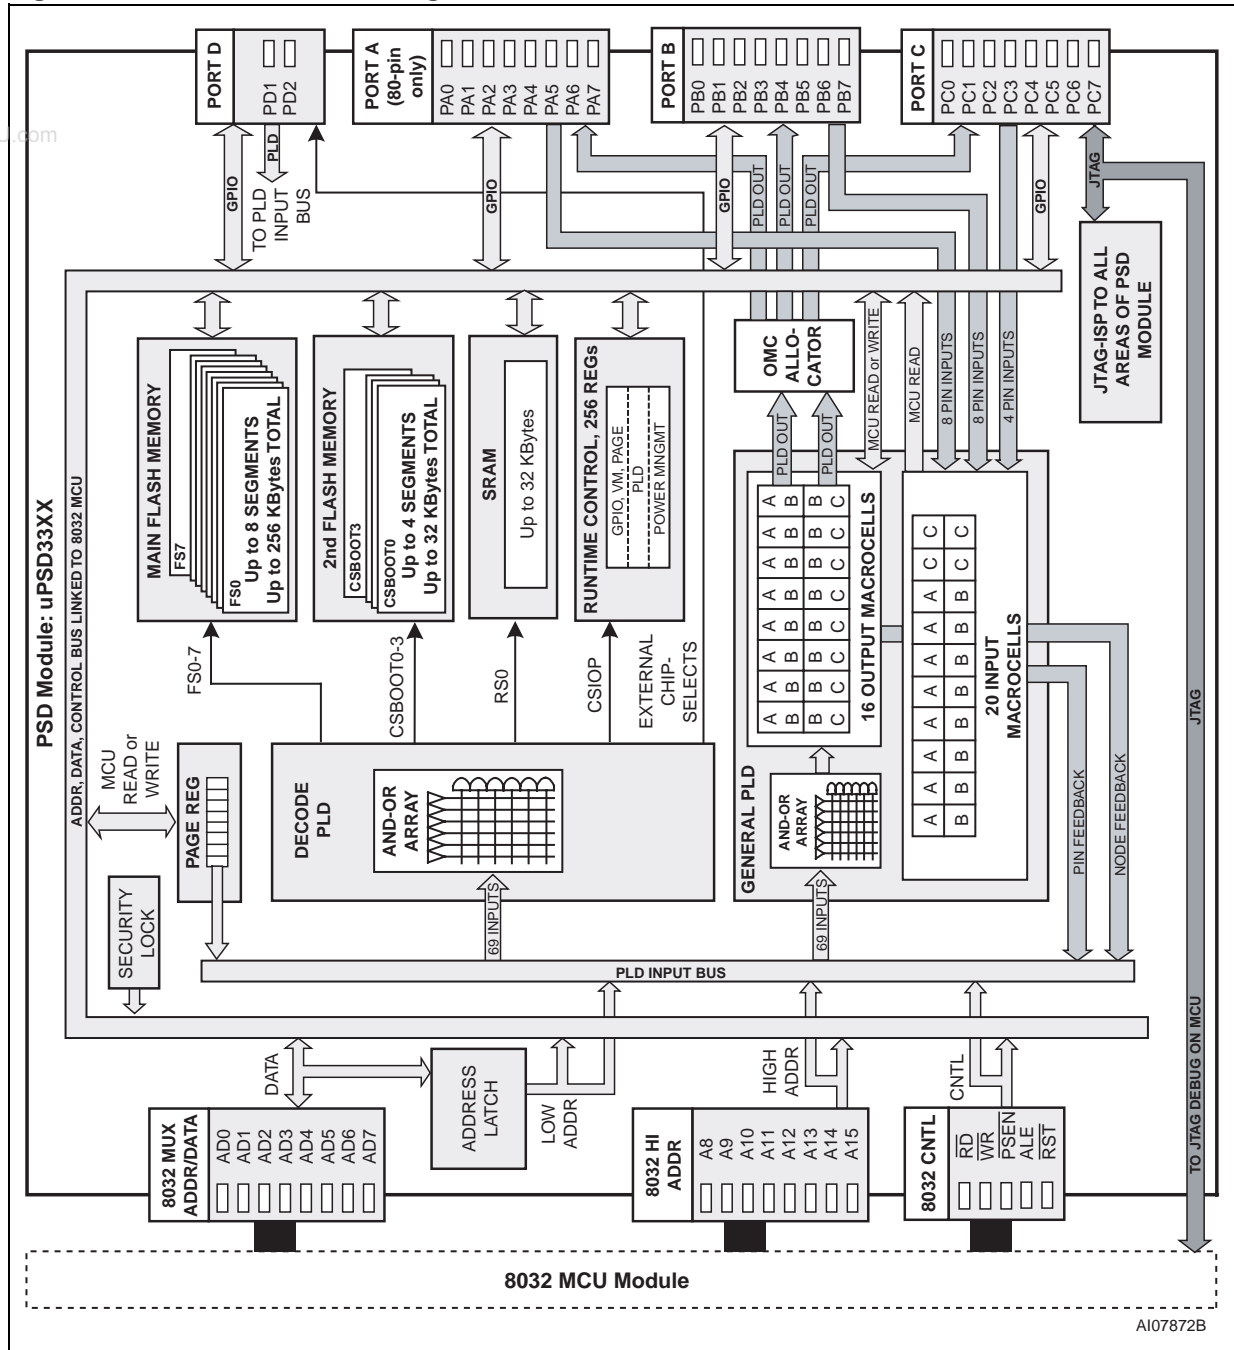 PORT D
PD1
PD2
PORT A
(80-pin
only)
PA0
PA1
PA2
PA3
PA4
PA5
PA6
PA7
PORT B
PB0
PB1
PB2
PB3
PB4
PB5
PB6
PB7
PORT C
PC0
PC1
PC2
PC3
PC4
PC5
PC6
PC7
J.com
GPIO
PLD
TO PLD
INPUT
BUS
GPIO
GPIO
PLD OUT
PLD OUT
PLD OUT
GPIO
JTAG
JTAG-ISP TO ALL
AREAS OF PSD
MODULE
PSD Module: uPSD33XX
ADDR, DATA, CONTROL BUS LINKED TO 8032 MCU
MAIN FLASH MEMORY
FS7
FS0
Up to 8 SEGMENTS
Up to 256 KBytes TOTAL
2nd FLASH MEMORY
CSBOOT3
CSBOOT0
Up to 4 SEGMENTS
Up to 32 KBytes TOTAL
SRAM
Up to 32 KBytes
RUNTIME CONTROL, 256 REGs
GPIO, VM, PAGE
PLD
POWER MNGMT
OMC
ALLO-
CATOR
PLD OUT
PLD OUT
MCU READ or WRITE
MCU READ
8 PIN INPUTS
8 PIN INPUTS
4 PIN INPUTS
A A A A A A A A
B B B B B B B B
B B B B B B B B
C C C C C C C C
16 OUTPUT MACROCELLS
A A A A A A A A C C
B B B B B B B B C C
20 INPUT
MACROCELLS
FS0-7
CSBOOT0-3
RS0
CSIOP
EXTERNAL
CHIP-
SELECTS
MCU
READ or
WRITE
PAGE REG
DECODE
PLD
AND-OR
ARRAY
GENERAL PLD
AND-OR
ARRAY
PIN FEEDBACK
NODE FEEDBACK
JTAG
SECURITY
LOCK
69 INPUTS
69 INPUTS
PLD INPUT BUS
DATA
ADDRESS
LATCH
LOW
ADDR
HIGH
ADDR
CNTL
TO JTAG DEBUG ON MCU
8032 MUX
ADDR/DATA
AD0
AD1
AD2
AD3
AD4
AD5
AD6
AD7
8032 HI
ADDR
A8
A9
A10
A11
A12
A13
A14
A15
8032 CNTL
RD
WR
PSEN
ALE
RST
8032 MCU Module
AI07872B